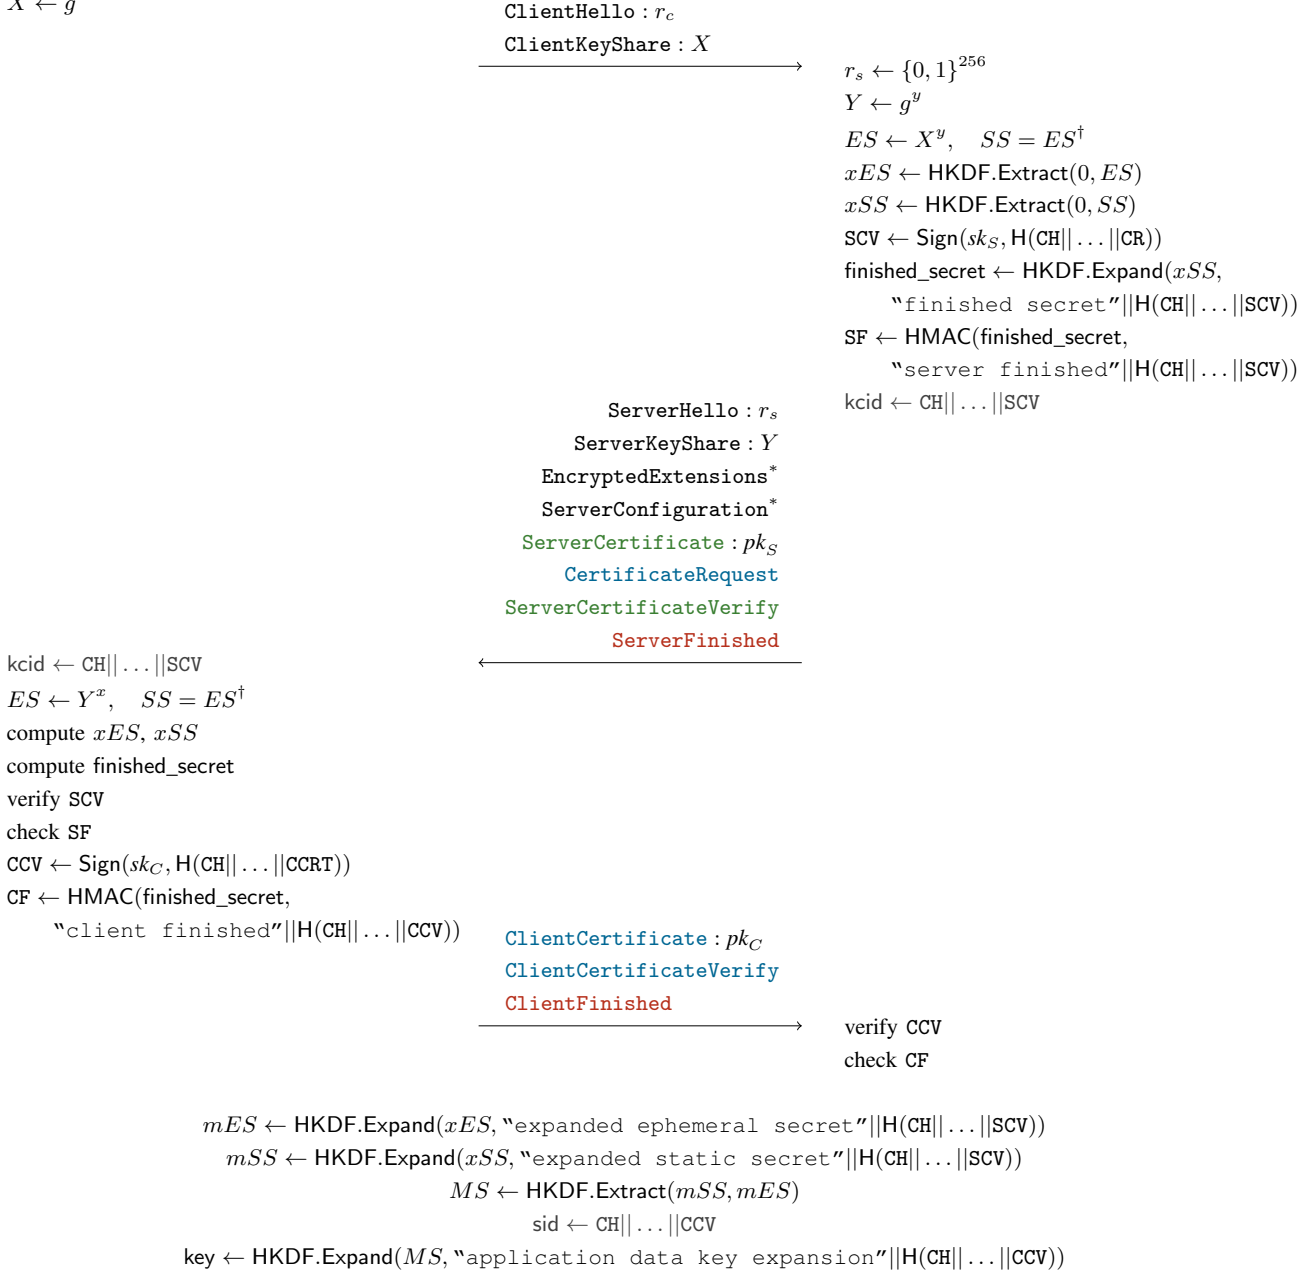 X ← g
ClientHello : r_c
ClientKeyShare : X
r_s ← {0, 1}^256
Y ← g^y
ES ← X^y,    SS = ES^†
xES ← HKDF.Extract(0, ES)
xSS ← HKDF.Extract(0, SS)
SCV ← Sign(sk_S, H(CH|| . . . ||CR))
finished_secret ← HKDF.Expand(xSS,
“finished secret”||H(CH|| . . . ||SCV))
SF ← HMAC(finished_secret,
“server finished”||H(CH|| . . . ||SCV))
kcid ← CH|| . . . ||SCV
ServerHello : r_s
ServerKeyShare : Y
EncryptedExtensions*
ServerConfiguration*
ServerCertificate : pk_S
CertificateRequest
ServerCertificateVerify
ServerFinished
kcid ← CH|| . . . ||SCV
ES ← Y^x,    SS = ES^†
compute xES, xSS
compute finished_secret
verify SCV
check SF
CCV ← Sign(sk_C, H(CH|| . . . ||CCRT))
CF ← HMAC(finished_secret,
“client finished”||H(CH|| . . . ||CCV))
ClientCertificate : pk_C
ClientCertificateVerify
ClientFinished
verify CCV
check CF
mES ← HKDF.Expand(xES, “expanded ephemeral secret”||H(CH|| . . . ||SCV))
mSS ← HKDF.Expand(xSS, “expanded static secret”||H(CH|| . . . ||SCV))
MS ← HKDF.Extract(mSS, mES)
sid ← CH|| . . . ||CCV
key ← HKDF.Expand(MS, “application data key expansion”||H(CH|| . . . ||CCV))